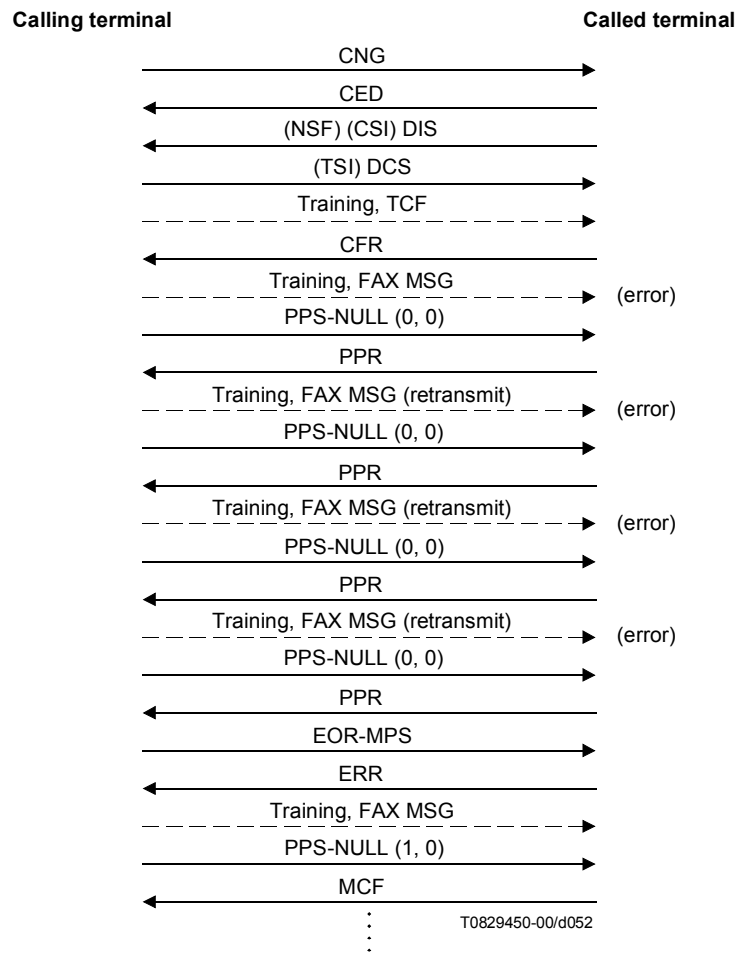 Calling terminal Called terminal
CNG
CED
(NSF) (CSI) DIS
(TSI) DCS
Training, TCF
CFR
Training, FAX MSG (error)
PPS-NULL (0, 0)
PPR
Training, FAX MSG (retransmit) (error)
PPS-NULL (0, 0)
PPR
Training, FAX MSG (retransmit) (error)
PPS-NULL (0, 0)
PPR
Training, FAX MSG (retransmit) (error)
PPS-NULL (0, 0)
PPR
EOR-MPS
ERR
Training, FAX MSG
PPS-NULL (1, 0)
MCF
T0829450-00/d052